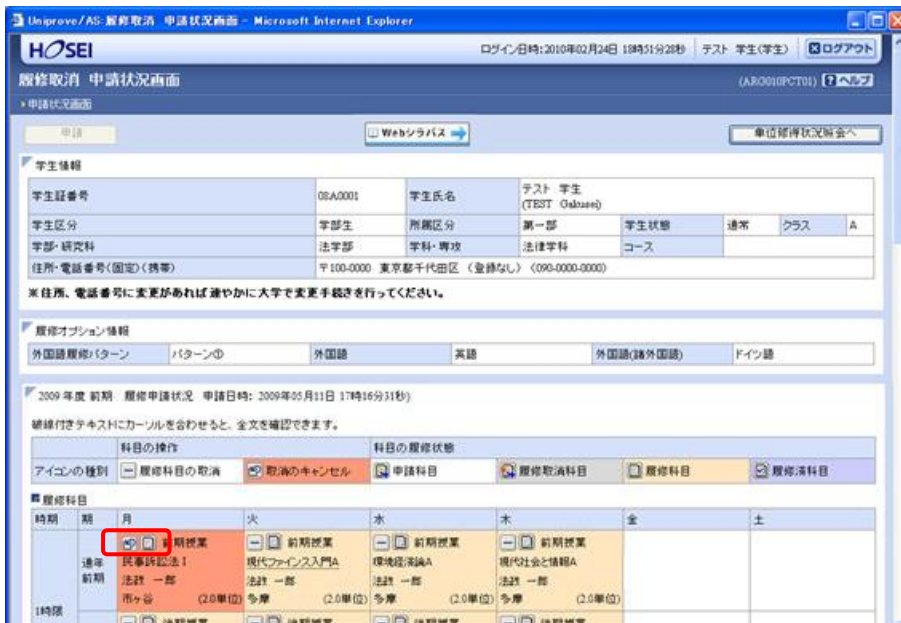 Uniprove/AS:履修取消 申請状況画面 - Microsoft Internet Explorer
HOSEI
ログイン日時:2010年02月24日 18時51分28秒 テスト 学生(学生) ログアウト
履修取消 申請状況画面 (ARO010PCT01) ヘルプ
申請状況画面
申請 Webシラバス 単位修得状況照会へ
学生情報
学生証番号 08A0001 学生氏名 テスト 学生
(TEST Gakusei)
学生区分 学部生 所属区分 第一部 学生状態 通常 クラス A
学部・研究科 法学部 学科・専攻 法律学科 コース
住所・電話番号(固定)(携帯) 〒100-0000 東京都千代田区 (登録なし) (090-0000-0000)
※住所、電話番号に変更があれば速やかに大学で変更手続きを行ってください。
履修オプション情報
外国語履修パターン パターン① 外国語 英語 外国語(諸外国語) ドイツ語
2009 年度 前期 履修申請状況 申請日時: 2009年05月11日 17時16分31秒)
破線付きテキストにカーソルを合わせると、全文を確認できます。
科目の操作 科目の履修状態
アイコンの種別 履修科目の取消 取消のキャンセル 申請科目 履修取消科目 履修科目 履修済科目
履修科目
時期 期 月 火 水 木 金 土
前期授業 前期授業 前期授業 前期授業
通年 民事訴訟法Ⅰ 現代ファインス入門A 環境経済論A 現代社会と情報A
前期 法政 一郎 法政 一郎 法政 一郎 法政 一郎
市ヶ谷 (2.0単位) 多摩 (2.0単位) 多摩 (2.0単位) 多摩 (2.0単位)
1時限